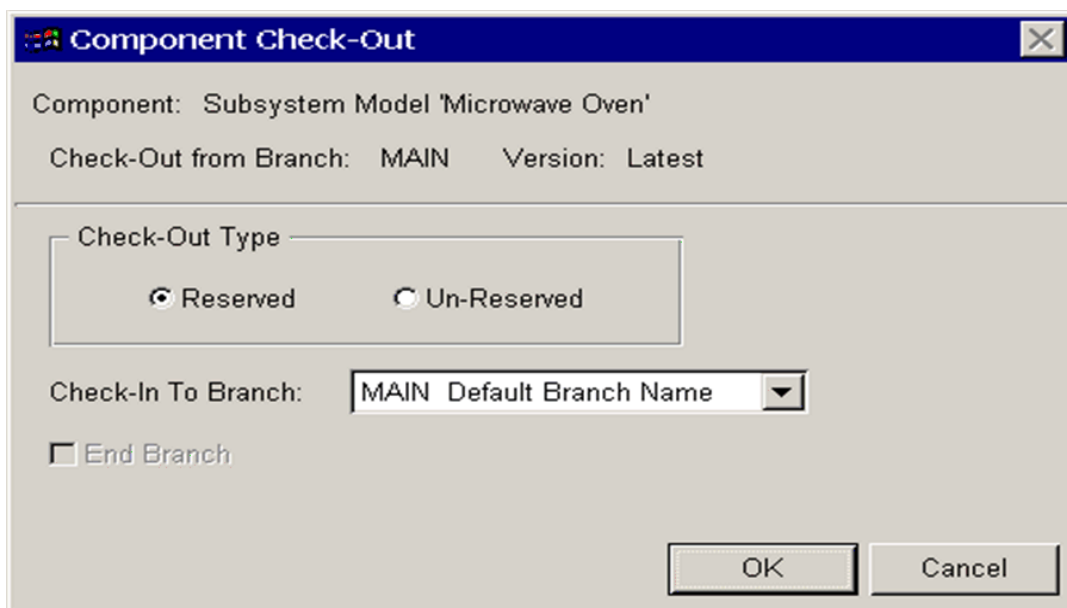 Component Check-Out
Component: Subsystem Model 'Microwave Oven'
Check-Out from Branch: MAIN Version: Latest
Check-Out Type
Reserved Un-Reserved
Check-In To Branch: MAIN Default Branch Name
End Branch
OK Cancel